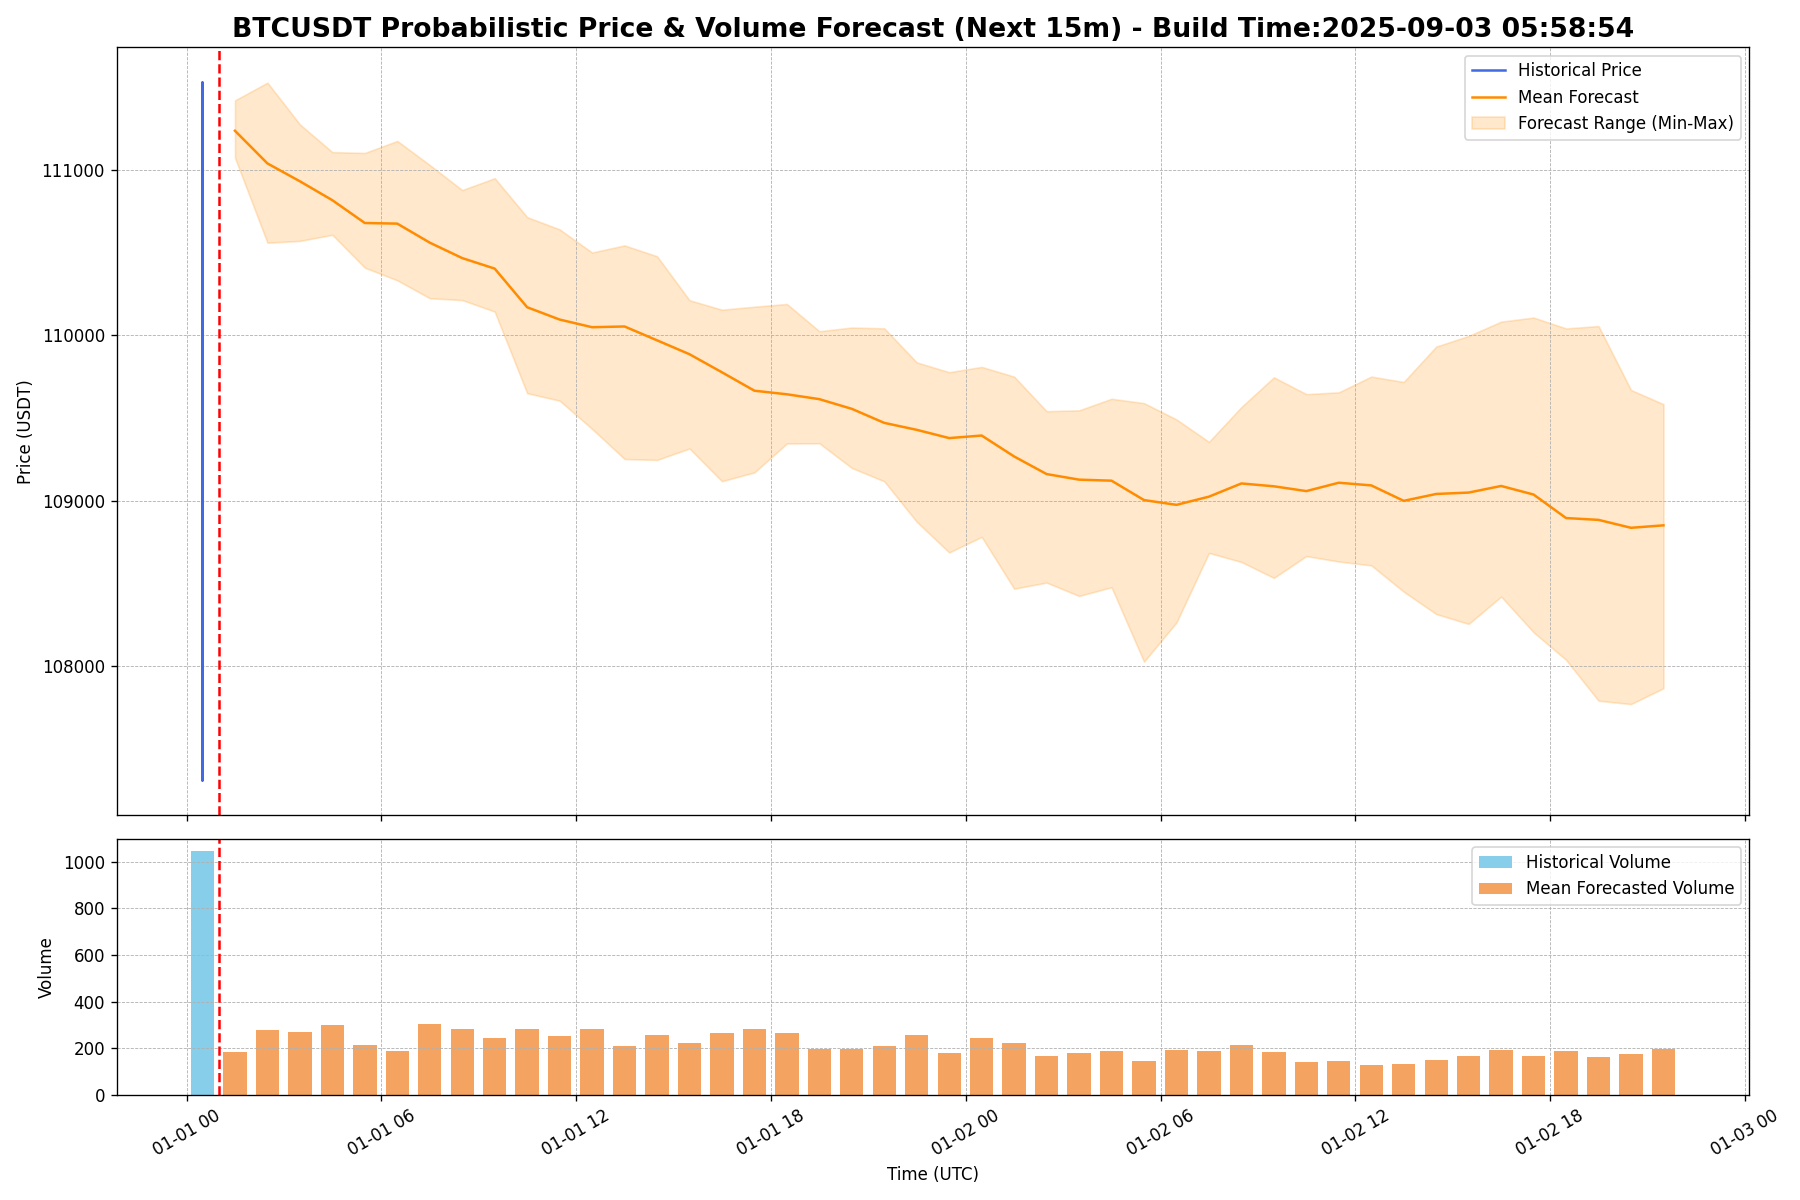 BTCUSDT Probabilistic Price & Volume Forecast (Next 15m) - Build Time:2025-09-03 05:58:54
Historical Price
Mean Forecast
Forecast Range (Min-Max)
111000
110000
109000
108000
Price (USDT)
Historical Volume
Mean Forecasted Volume
1000
800
600
400
200
0
Volume
01-01 00
01-01 06
01-01 12
01-01 18
01-02 00
01-02 06
01-02 12
01-02 18
01-03 00
Time (UTC)